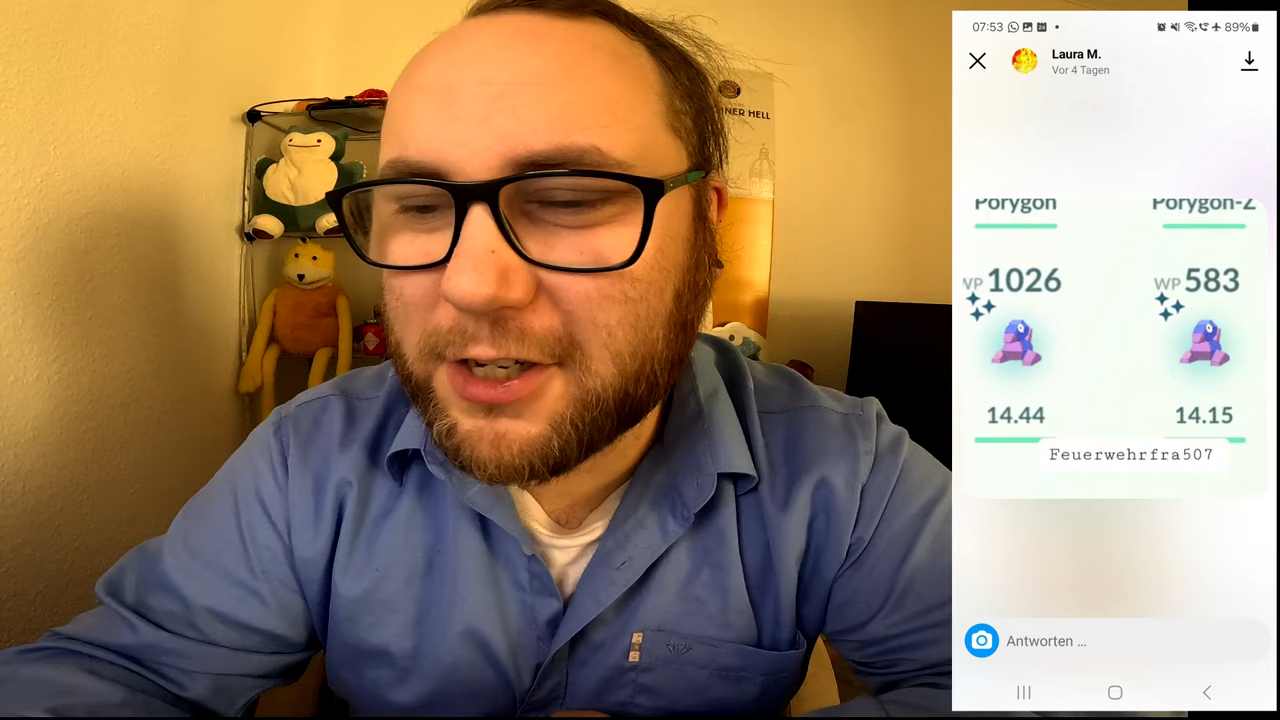 NER HELL
07:53 89%
Laura M.
Vor 4 Tagen
Porygon Porygon-Z
WP 1026 WP 583
14.44 14.15
Feuerwehrfra507
Antworten ...